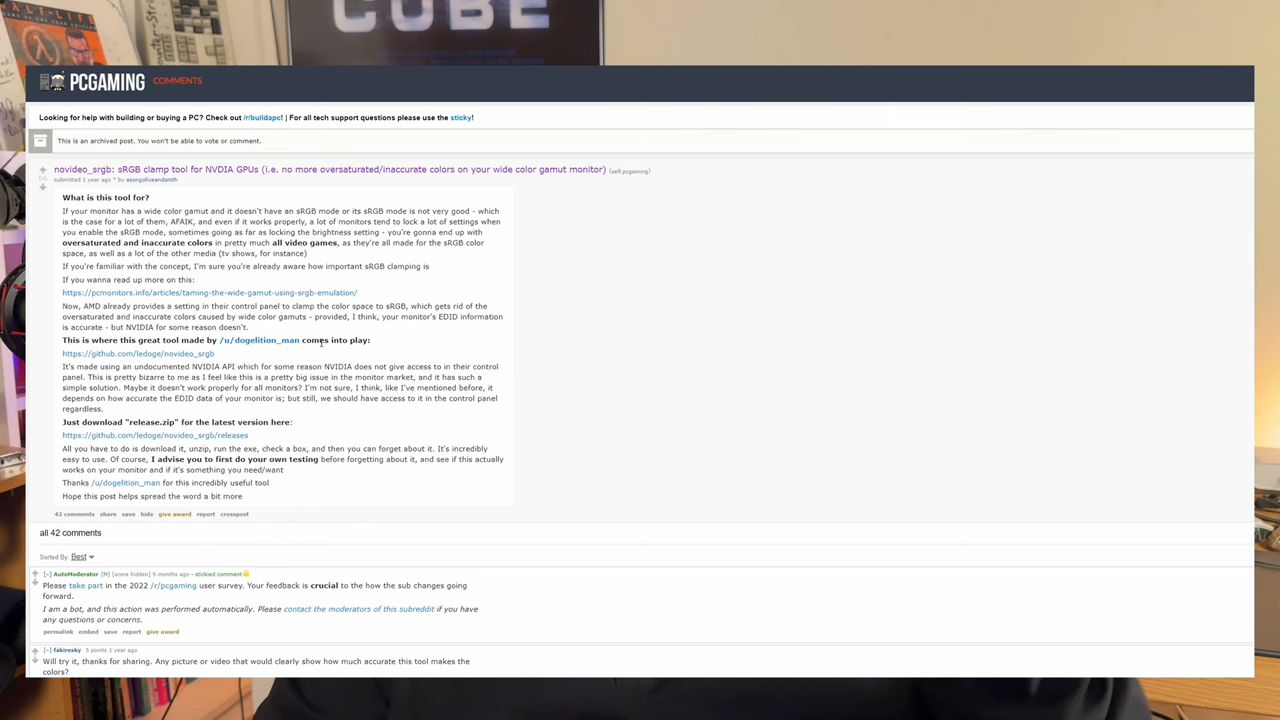 CUBE
HALF-LIFE
PCGAMING COMMENTS
Looking for help with building or buying a PC? Check out /r/buildapc! | For all tech support questions please use the sticky!
This is an archived post. You won't be able to vote or comment.
novideo_srgb: sRGB clamp tool for NVIDIA GPUs (i.e. no more oversaturated/inaccurate colors on your wide color gamut monitor) (self.pcgaming)
submitted 1 year ago * by asongoficeandsmth
What is this tool for?
If your monitor has a wide color gamut and it doesn't have an sRGB mode or its sRGB mode is not very good - which
is the case for a lot of them, AFAIK, and even if it works properly, a lot of monitors tend to lock a lot of settings when
you enable the sRGB mode, sometimes going as far as locking the brightness setting - you're gonna end up with
oversaturated and inaccurate colors in pretty much all video games, as they're all made for the sRGB color
space, as well as a lot of the other media (tv shows, for instance)
If you're familiar with the concept, I'm sure you're already aware how important sRGB clamping is
If you wanna read up more on this:
https://pcmonitors.info/articles/taming-the-wide-gamut-using-srgb-emulation/
Now, AMD already provides a setting in their control panel to clamp the color space to sRGB, which gets rid of the
oversaturated and inaccurate colors caused by wide color gamuts - provided, I think, your monitor's EDID information
is accurate - but NVIDIA for some reason doesn't.
This is where this great tool made by /u/dogelition_man comes into play:
https://github.com/ledoge/novideo_srgb
It's made using an undocumented NVIDIA API which for some reason NVIDIA does not give access to in their control
panel. This is pretty bizarre to me as I feel like this is a pretty big issue in the monitor market, and it has such a
simple solution. Maybe it doesn't work properly for all monitors? I'm not sure, I think, like I've mentioned before, it
depends on how accurate the EDID data of your monitor is; but still, we should have access to it in the control panel
regardless.
Just download "release.zip" for the latest version here:
https://github.com/ledoge/novideo_srgb/releases
All you have to do is download it, unzip, run the exe, check a box, and then you can forget about it. It's incredibly
easy to use. Of course, I advise you to first do your own testing before forgetting about it, and see if this actually
works on your monitor and if it's something you need/want
Thanks /u/dogelition_man for this incredibly useful tool
Hope this post helps spread the word a bit more
42 comments share save hide give award report crosspost
all 42 comments
Sorted By: Best
[-] AutoModerator [M] [score hidden] 9 months ago - stickied comment
Please take part in the 2022 /r/pcgaming user survey. Your feedback is crucial to the how the sub changes going
forward.
I am a bot, and this action was performed automatically. Please contact the moderators of this subreddit if you have
any questions or concerns.
permalink embed save report give award
[-] fakiresky 5 points 1 year ago
Will try it, thanks for sharing. Any picture or video that would clearly show how much accurate this tool makes the
colors?